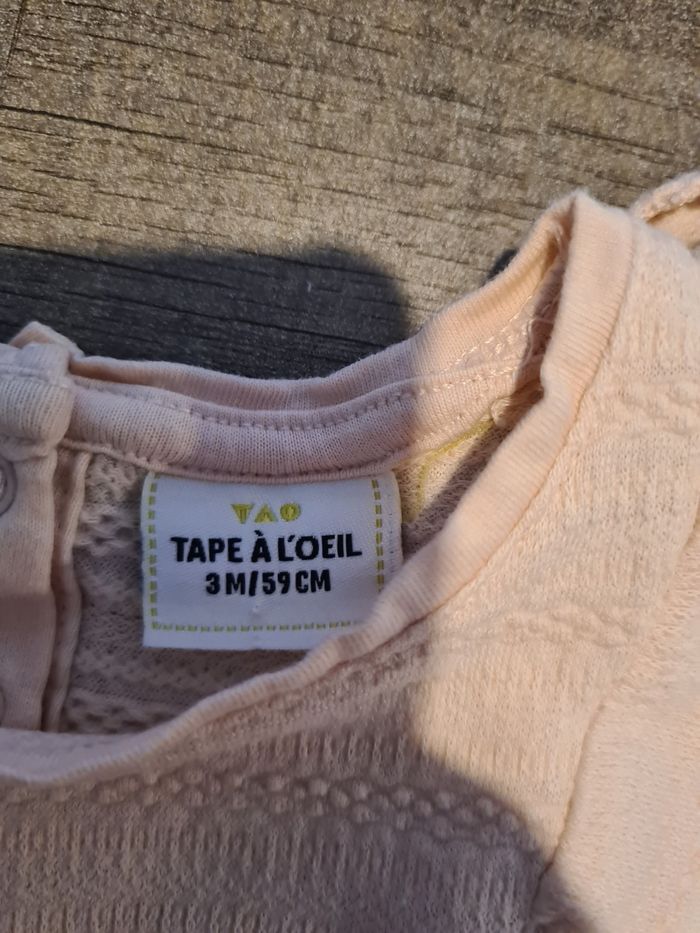 TAO
TAPE À L'OEIL
3M/59CM